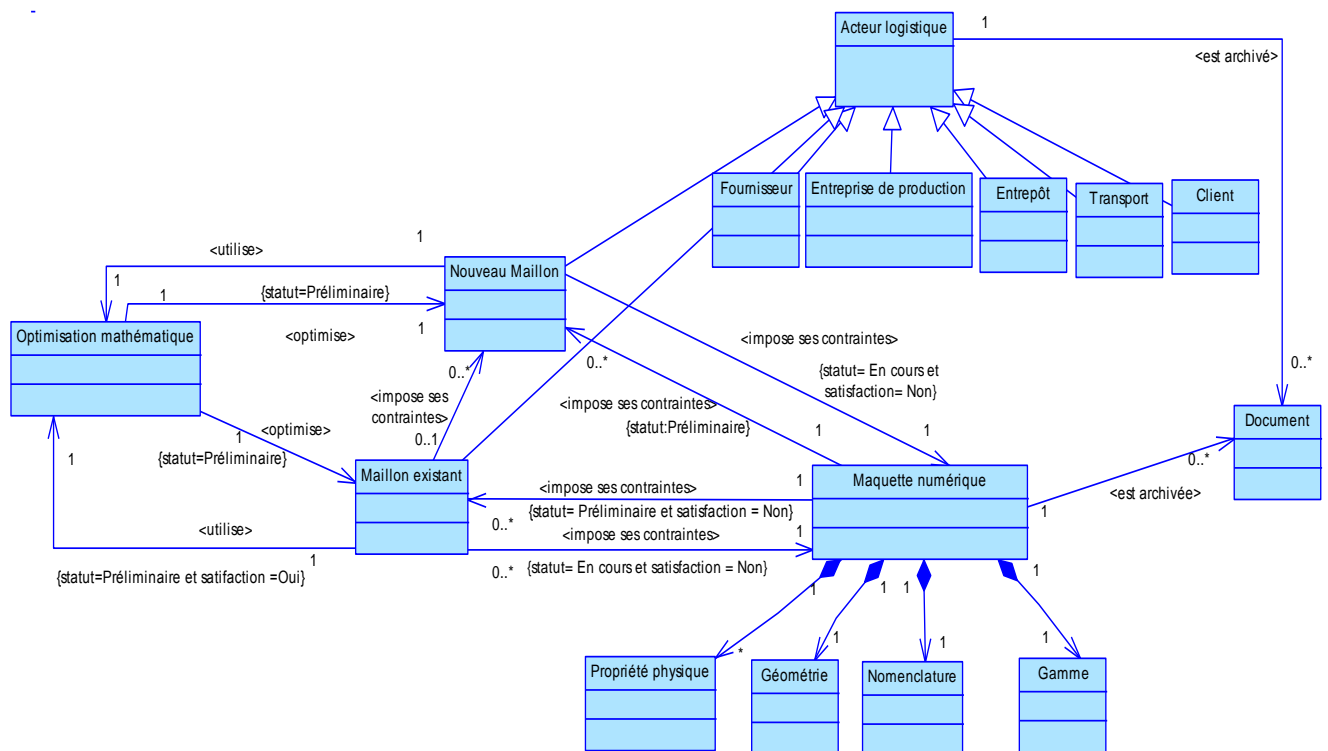 -
Acteur logistique
1
<est archivé>
0..*
Fournisseur
Entreprise de production
Entrepôt
Transport
Client
<utilise>
1
1
Nouveau Maillon
1
{statut=Préliminaire}
1
<optimise>
Optimisation mathématique
0..*
0..*
<impose ses contraintes>
{statut= En cours et
satisfaction= Non}
1
<impose ses
contraintes>
0..1
<impose ses contraintes>
{statut:Préliminaire}
1
Document
0..*
<est archivée>
1
1
<optimise>
{statut=Préliminaire}
1
Maillon existant
Maquette numérique
1
<impose ses contraintes>
0..*
{statut= Préliminaire et satisfaction = Non}
<impose ses contraintes>
1
0..*
{statut= En cours et satisfaction = Non}
<utilise>
1
{statut=Préliminaire et satifaction =Oui}
1
1
1
1
*
1
1
1
Propriété physique
Géométrie
Nomenclature
Gamme